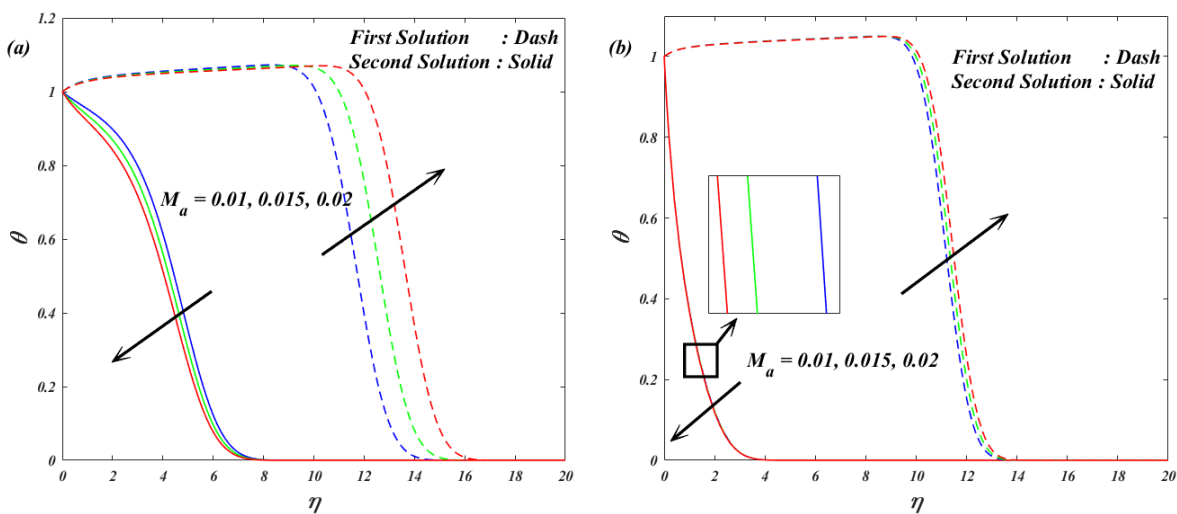 (a)
First Solution : Dash
Second Solution : Solid
M_a = 0.01, 0.015, 0.02
θ
η
0 0.2 0.4 0.6 0.8 1 1.2
0 2 4 6 8 10 12 14 16 18 20
(b)
First Solution : Dash
Second Solution : Solid
M_a = 0.01, 0.015, 0.02
θ
η
0 0.2 0.4 0.6 0.8 1
0 2 4 6 8 10 12 14 16 18 20